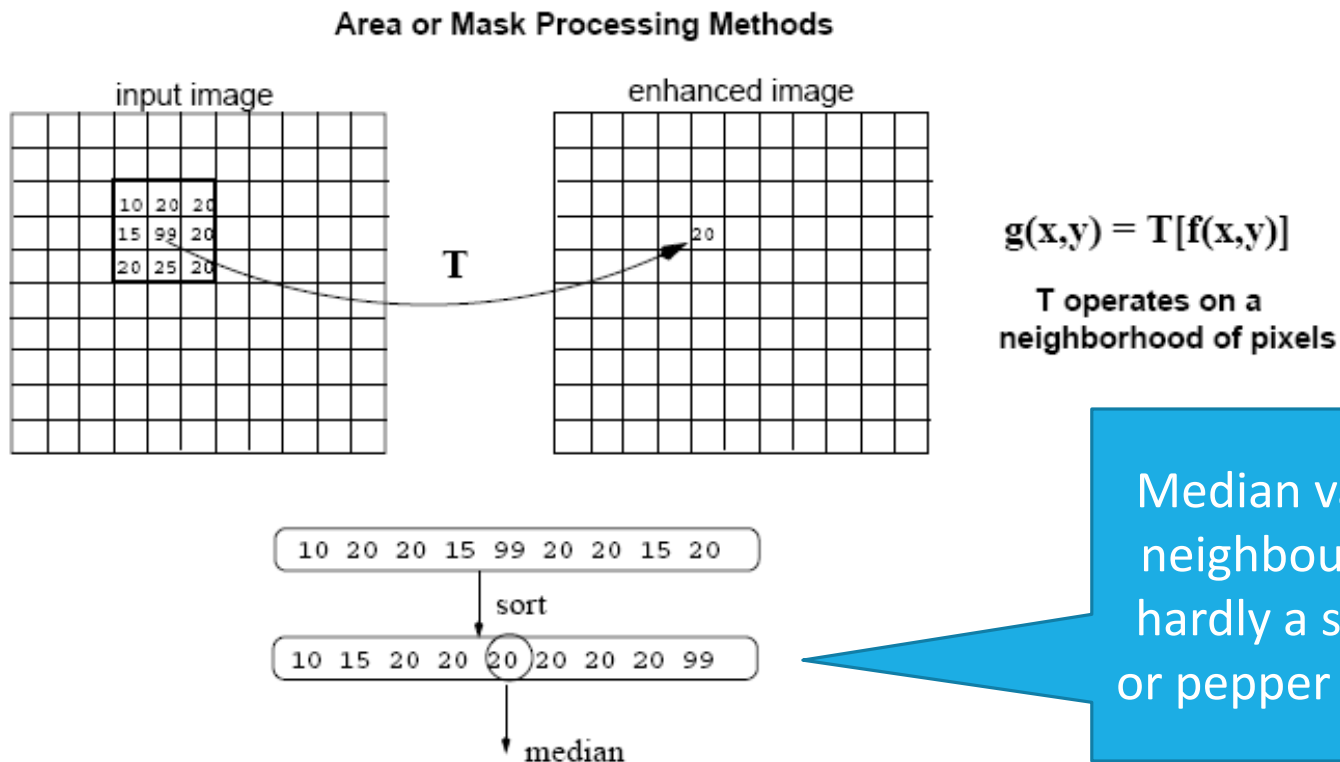 Area or Mask Processing Methods
input image
enhanced image
10 20 20
15 99 20
20 25 20
T
20
g(x,y) = T[f(x,y)]
T operates on a
neighborhood of pixels
10 20 20 15 99 20 20 15 20
sort
10 15 20 20 20 20 20 20 99
median
Median
neighbou
hardly a
or pepper